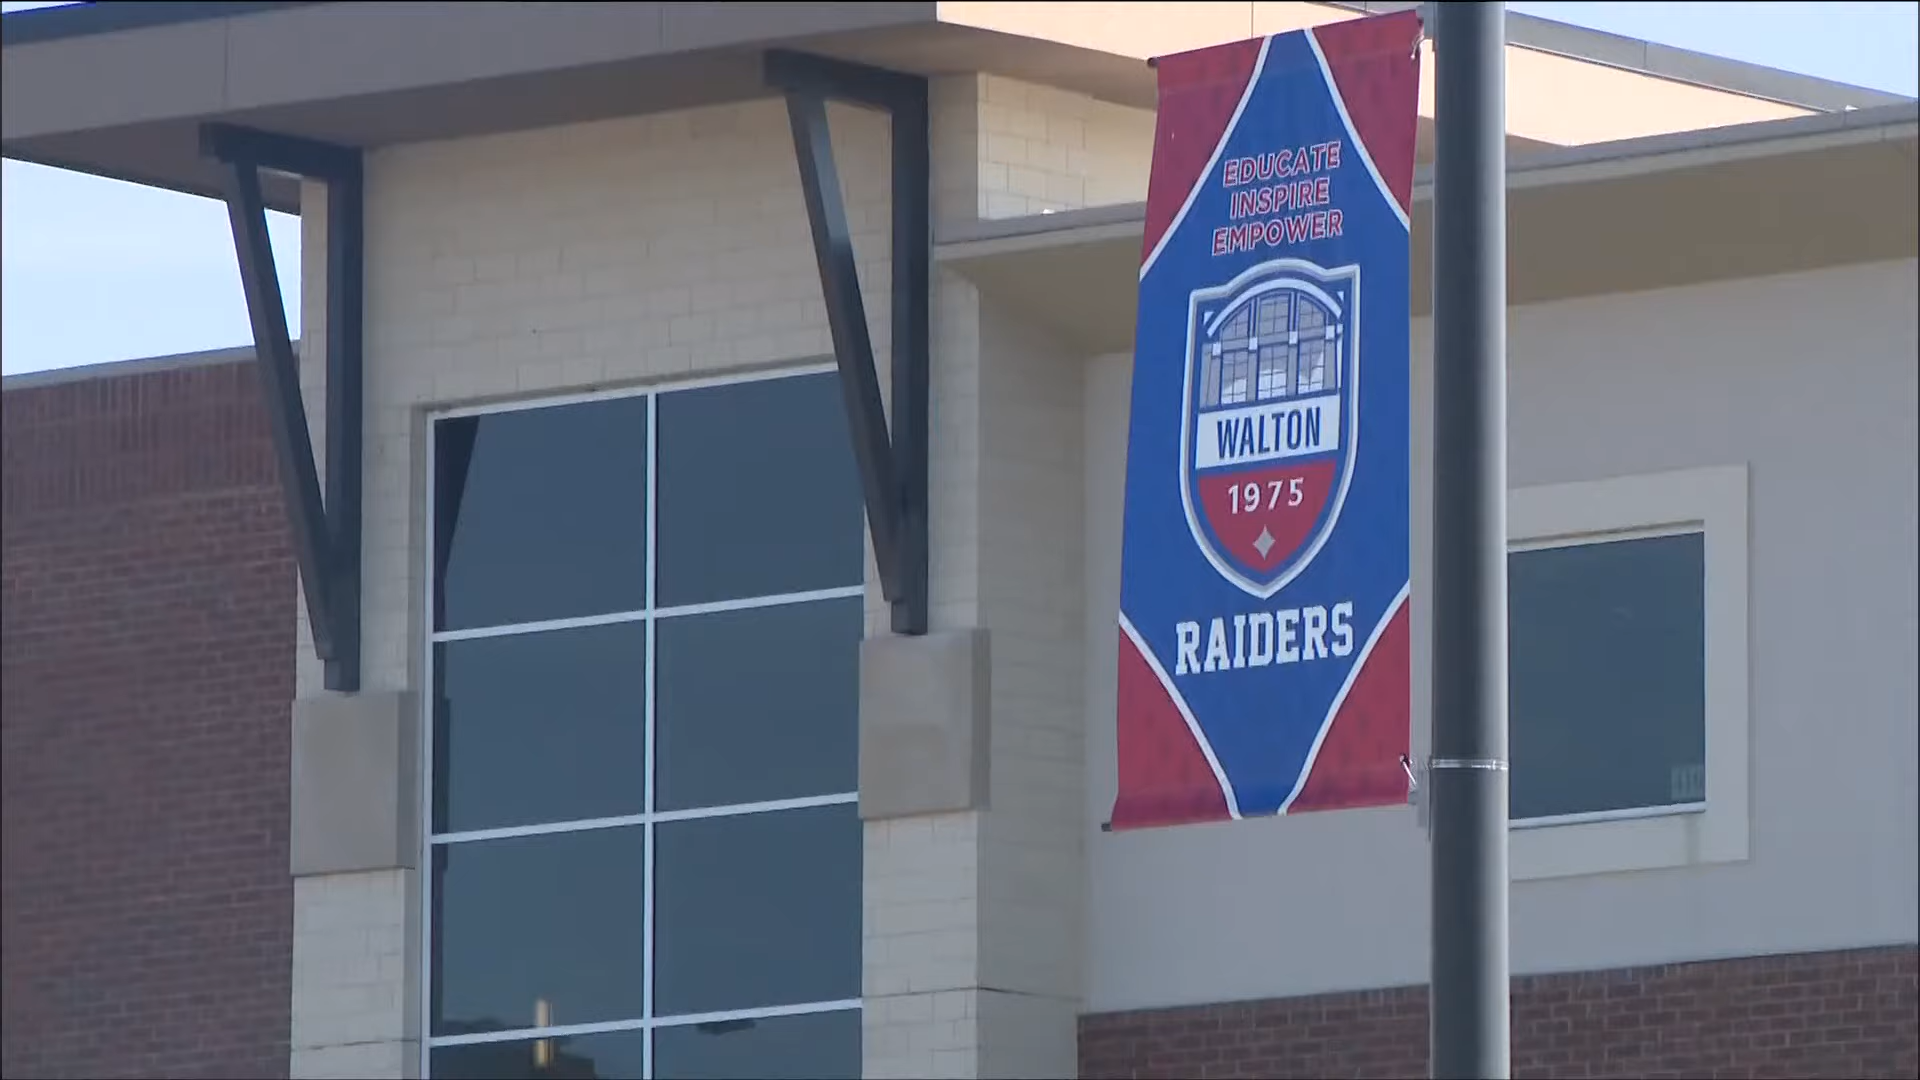 EDUCATE
INSPIRE
EMPOWER
WALTON
1975
RAIDERS